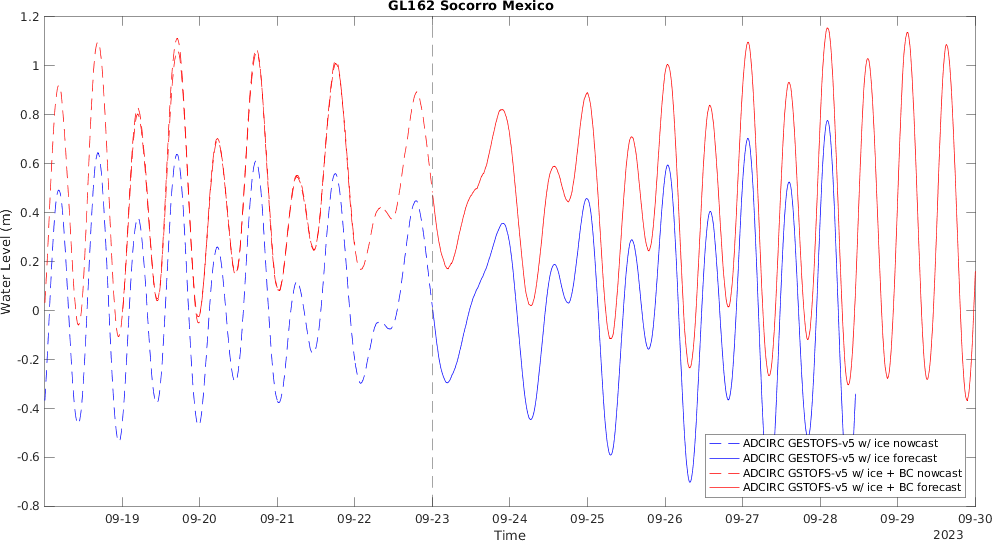 GL162 Socorro Mexico
1.2
1
0.8
0.6
0.4
0.2
0
-0.2
-0.4
-0.6
-0.8
Water Level (m)
ADCIRC GESTOFS-v5 w/ ice nowcast
ADCIRC GESTOFS-v5 w/ ice forecast
ADCIRC GSTOFS-v5 w/ ice + BC nowcast
ADCIRC GSTOFS-v5 w/ ice + BC forecast
09-19 09-20 09-21 09-22 09-23 09-24 09-25 09-26 09-27 09-28 09-29 09-30
Time
2023